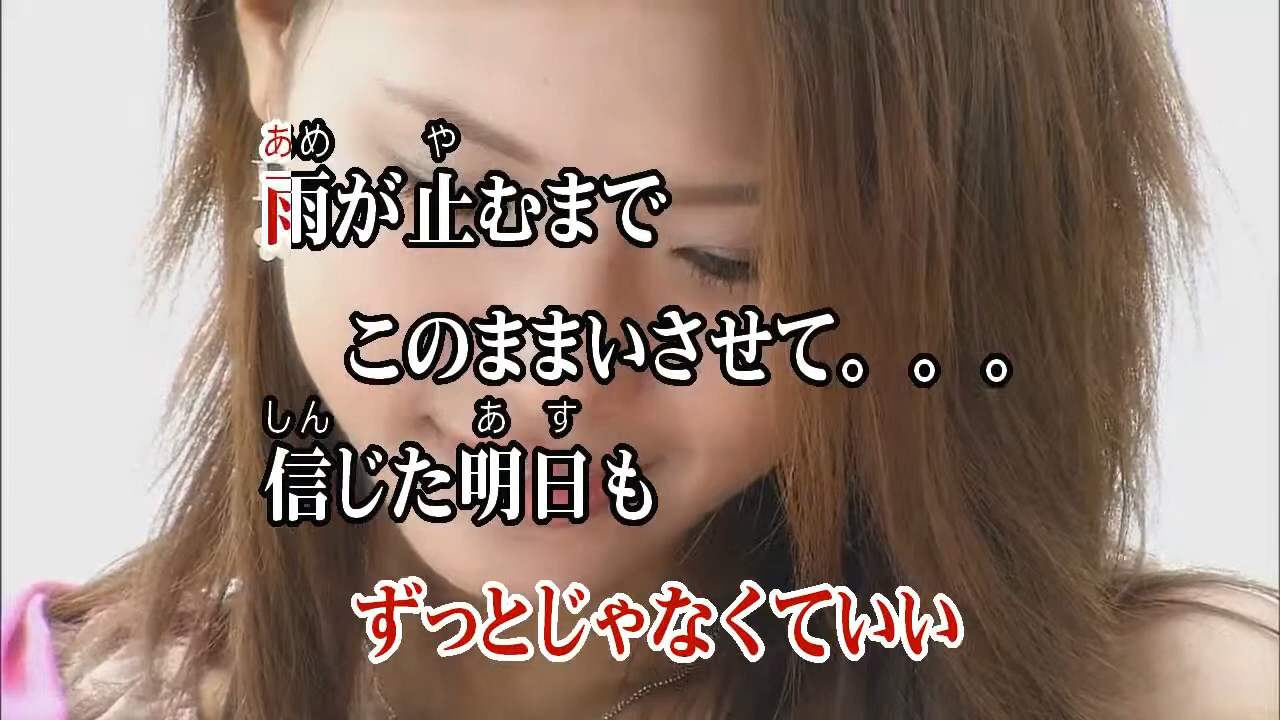 あめ や
雨が止むまで
このままいさせて。。。
しん あす
信じた明日も
ずっとじゃなくていい